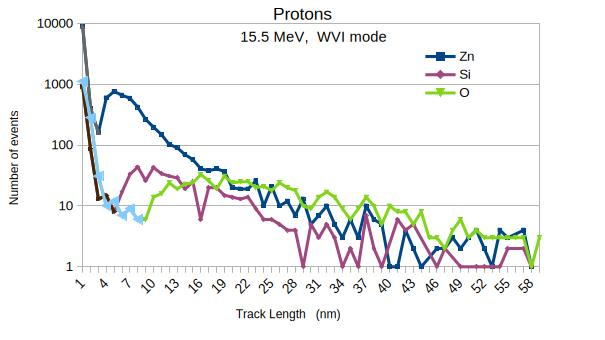 Protons
15.5 MeV, WVI mode
Zn
Si
O
Number of events
10000
1000
100
10
1
1 4 7 10 13 16 19 22 25 28 31 34 37 40 43 46 49 52 55 58
Track Length (nm)